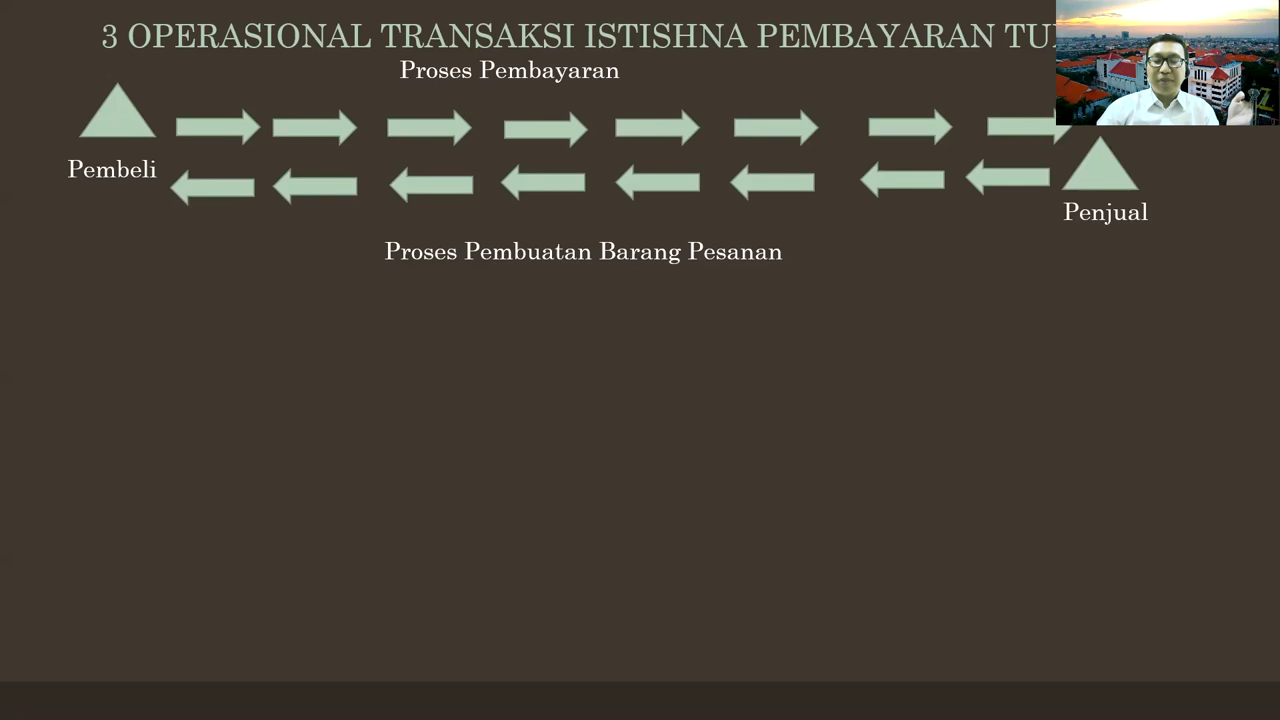 3 OPERASIONAL TRANSAKSI ISTISHNA PEMBAYARAN
Proses Pembayaran
Pembeli
Penjual
Proses Pembuatan Barang Pesanan